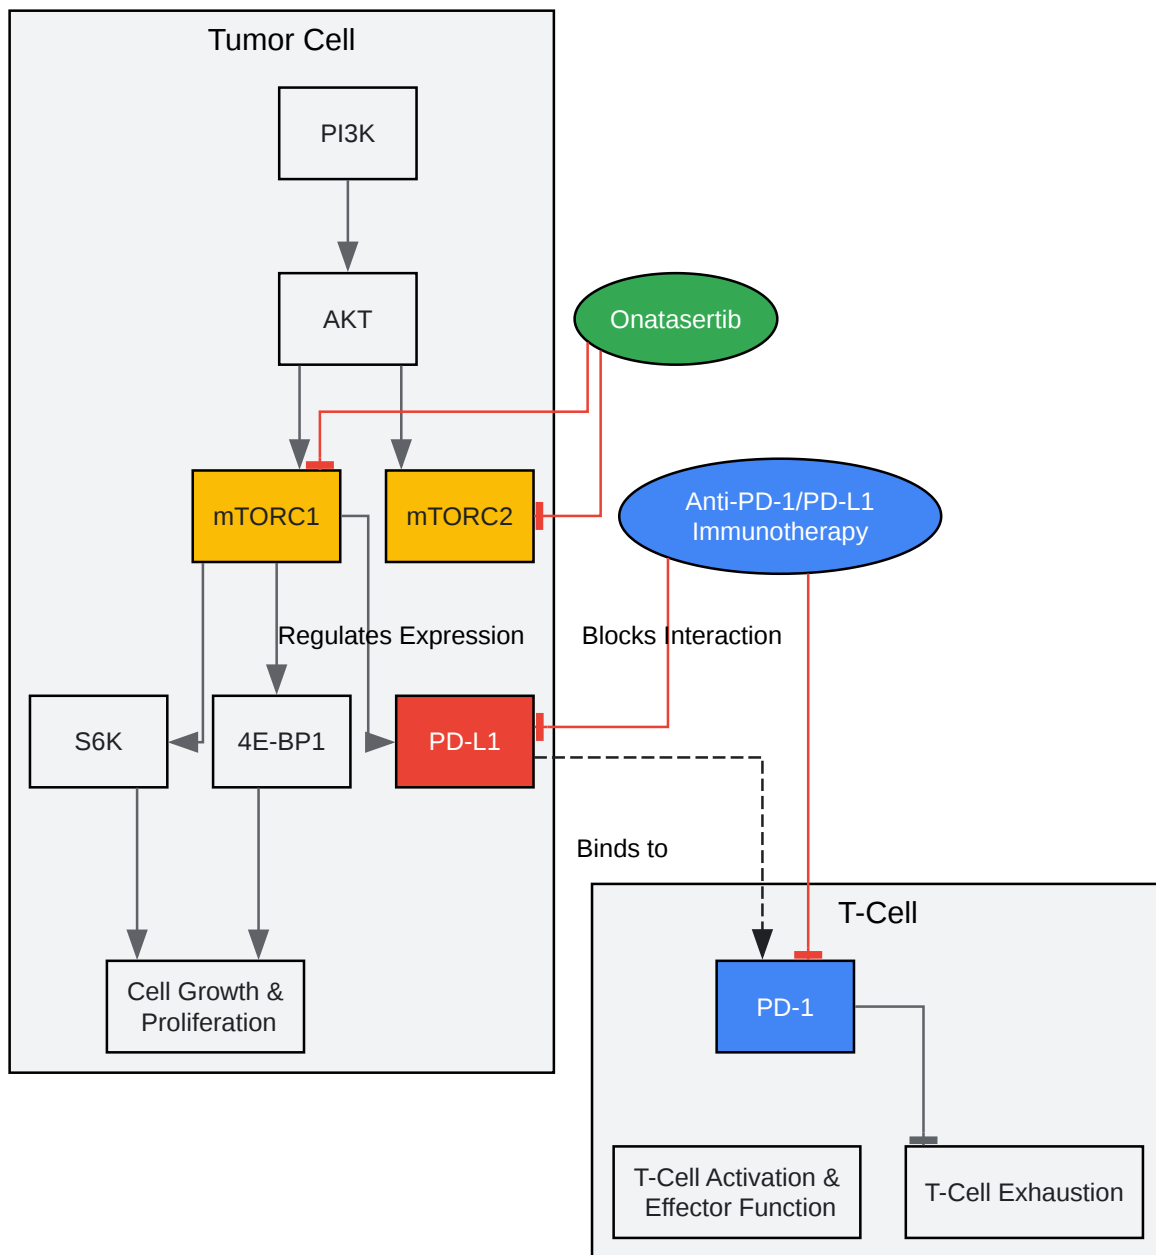 Tumor Cell
PI3K
AKT
Onatasertib
mTORC1
mTORC2
Anti-PD-1/PD-L1
Immunotherapy
Regulates Expression
Blocks Interaction
S6K
4E-BP1
PD-L1
Binds to
T-Cell
Cell Growth &
Proliferation
PD-1
T-Cell Activation &
Effector Function
T-Cell Exhaustion